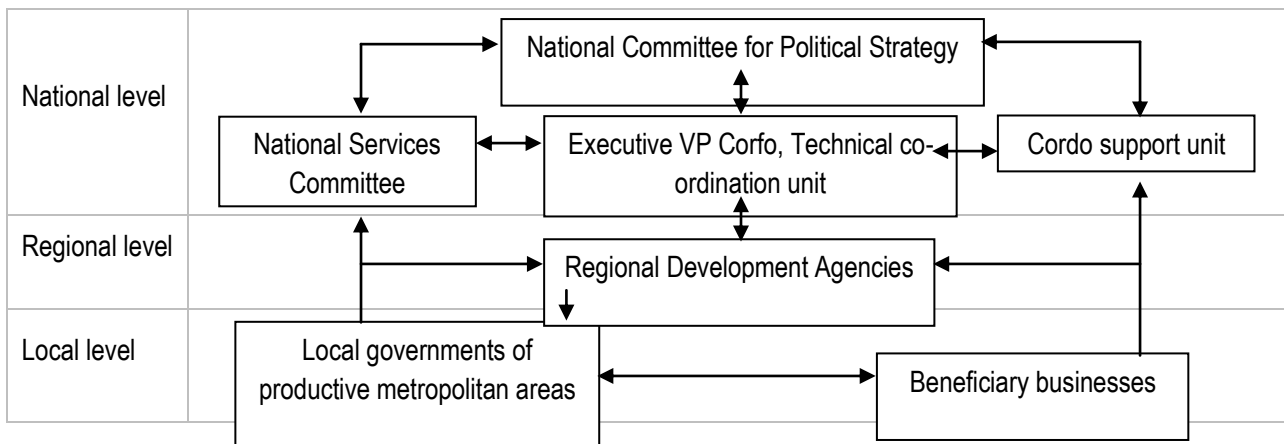 National level
National Committee for Political Strategy
National Services
Committee
Executive VP Corfo, Technical co-
ordination unit
Cordo support unit
Regional level
Regional Development Agencies
Local level
Local governments of
productive metropolitan areas
Beneficiary businesses